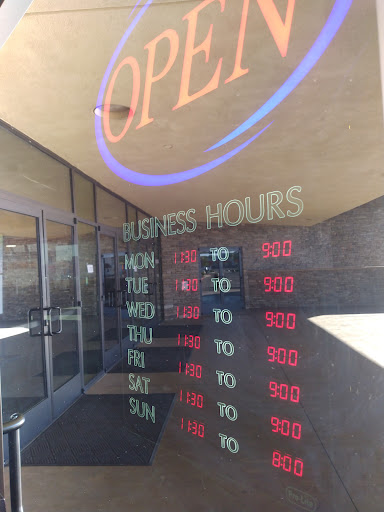 OPEN
BUSINESS HOURS
MON 11:30 TO 9:00
TUE 11:30 TO 9:00
WED 11:30 TO 9:00
THU 11:30 TO 9:00
FRI 11:30 TO 9:00
SAT 11:30 TO 9:00
SUN 11:30 TO 8:00